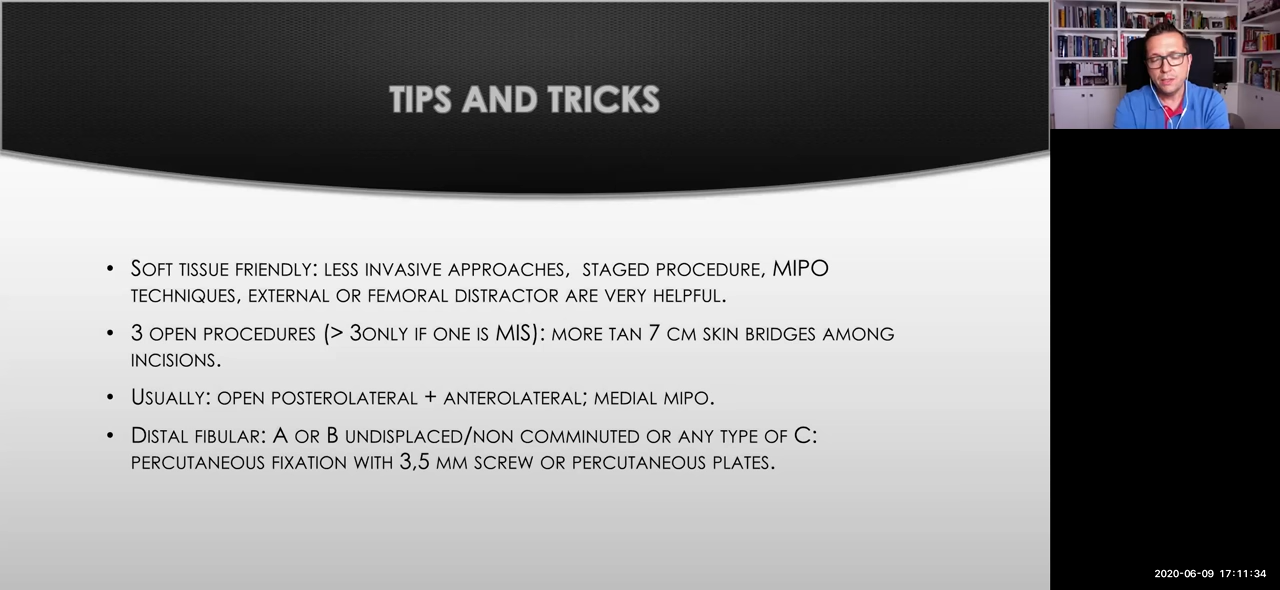 TIPS AND TRICKS
• SOFT TISSUE FRIENDLY: LESS INVASIVE APPROACHES, STAGED PROCEDURE, MIPO
TECHNIQUES, EXTERNAL OR FEMORAL DISTRACTOR ARE VERY HELPFUL.
• 3 OPEN PROCEDURES (> 3ONLY IF ONE IS MIS): MORE TAN 7 CM SKIN BRIDGES AMONG
INCISIONS.
• USUALLY: OPEN POSTEROLATERAL + ANTEROLATERAL; MEDIAL MIPO.
• DISTAL FIBULAR: A OR B UNDISPLACED/NON COMMINUTED OR ANY TYPE OF C:
PERCUTANEOUS FIXATION WITH 3,5 MM SCREW OR PERCUTANEOUS PLATES.
2020-06-09 17:11:34